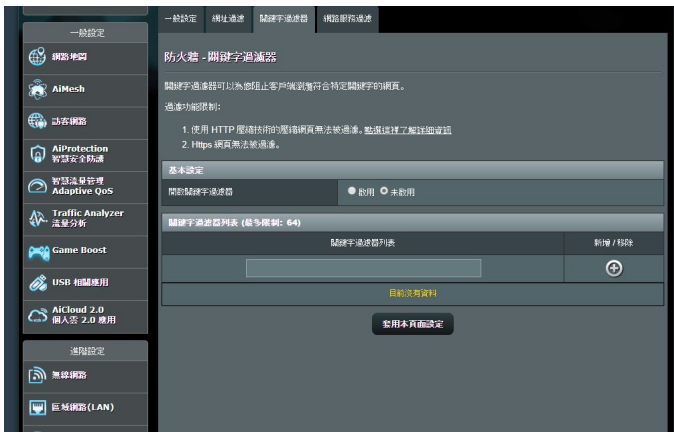 一般設定
網路地圖
AiMesh
訪客網路
AiProtection
智慧安全防護
智慧流量管理
Adaptive QoS
Traffic Analyzer
流量分析
Game Boost
USB 相關應用
AiCloud 2.0
個人雲 2.0 應用
進階設定
無線網路
區域網路(LAN)
一般設定 網址過濾 關鍵字過濾器 網路服務過濾
防火牆 - 關鍵字過濾器
關鍵字過濾器可以為您阻止客戶端瀏覽符合特定關鍵字的網頁。
過濾功能限制:
1. 使用 HTTP 壓縮技術的壓縮網頁無法被過濾。點選這裡了解詳細資訊
2. Https 網頁無法被過濾。
基本設定
開啟關鍵字過濾器 啟用 未啟用
關鍵字過濾器列表 (最多限制: 64)
關鍵字過濾器列表 新增 / 移除
目前沒有資料
套用本頁面設定